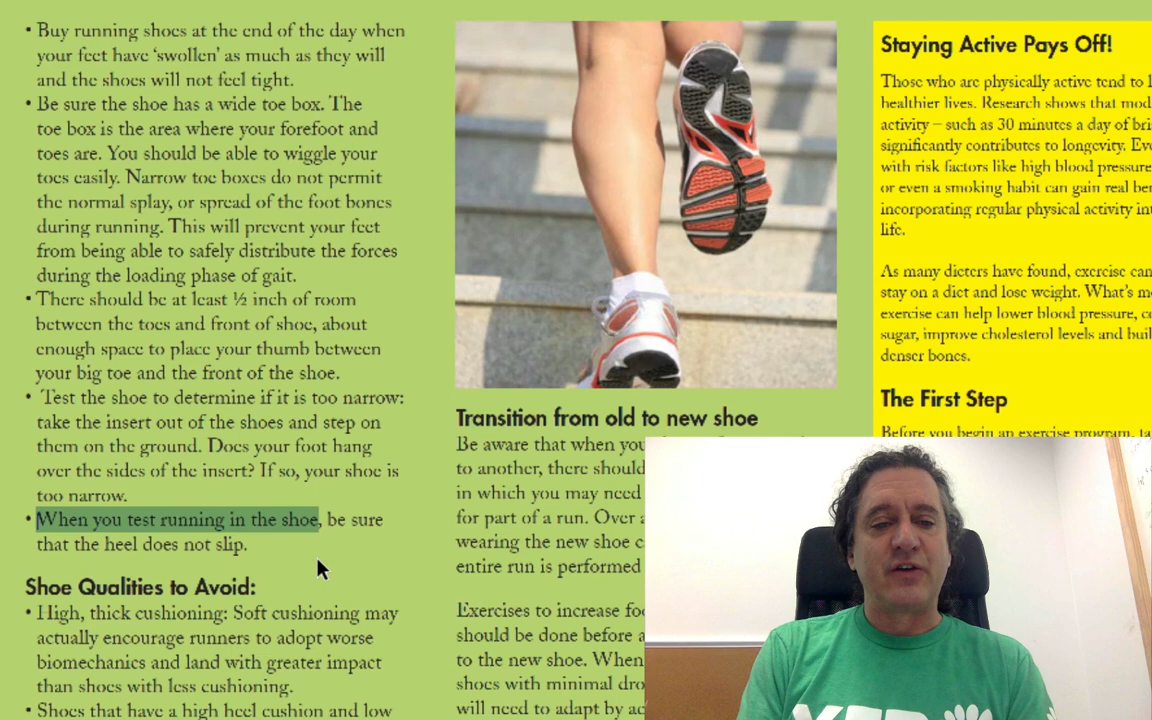 • Buy running shoes at the end of the day when
your feet have ‘swollen’ as much as they will
and the shoes will not feel tight.
• Be sure the shoe has a wide toe box. The
toe box is the area where your forefoot and
toes are. You should be able to wiggle your
toes easily. Narrow toe boxes do not permit
the normal splay, or spread of the foot bones
during running. This will prevent your feet
from being able to safely distribute the forces
during the loading phase of gait.
• There should be at least ½ inch of room
between the toes and front of shoe, about
enough space to place your thumb between
your big toe and the front of the shoe.
• Test the shoe to determine if it is too narrow:
take the insert out of the shoes and step on
them on the ground. Does your foot hang
over the sides of the insert? If so, your shoe is
too narrow.
• When you test running in the shoe, be sure
that the heel does not slip.
Shoe Qualities to Avoid:
• High, thick cushioning: Soft cushioning may
actually encourage runners to adopt worse
biomechanics and land with greater impact
than shoes with less cushioning.
• Shoes that have a high heel cushion and low
Transition from old to new shoe
Be aware that when you
to another, there should
in which you may need
for part of a run. Over
wearing the new shoe
entire run is performed
Exercises to increase
should be done before
to the new shoe. When
shoes with minimal
will need to adapt by
Staying Active Pays Off!
Those who are physically active tend to
healthier lives. Research shows that
activity – such as 30 minutes a day of
significantly contributes to longevity.
with risk factors like high blood pressure
or even a smoking habit can gain real
incorporating regular physical activity
life.
As many dieters have found, exercise can
stay on a diet and lose weight. What’s
exercise can help lower blood pressure,
sugar, improve cholesterol levels and
denser bones.
The First Step
Before you begin an exercise program,